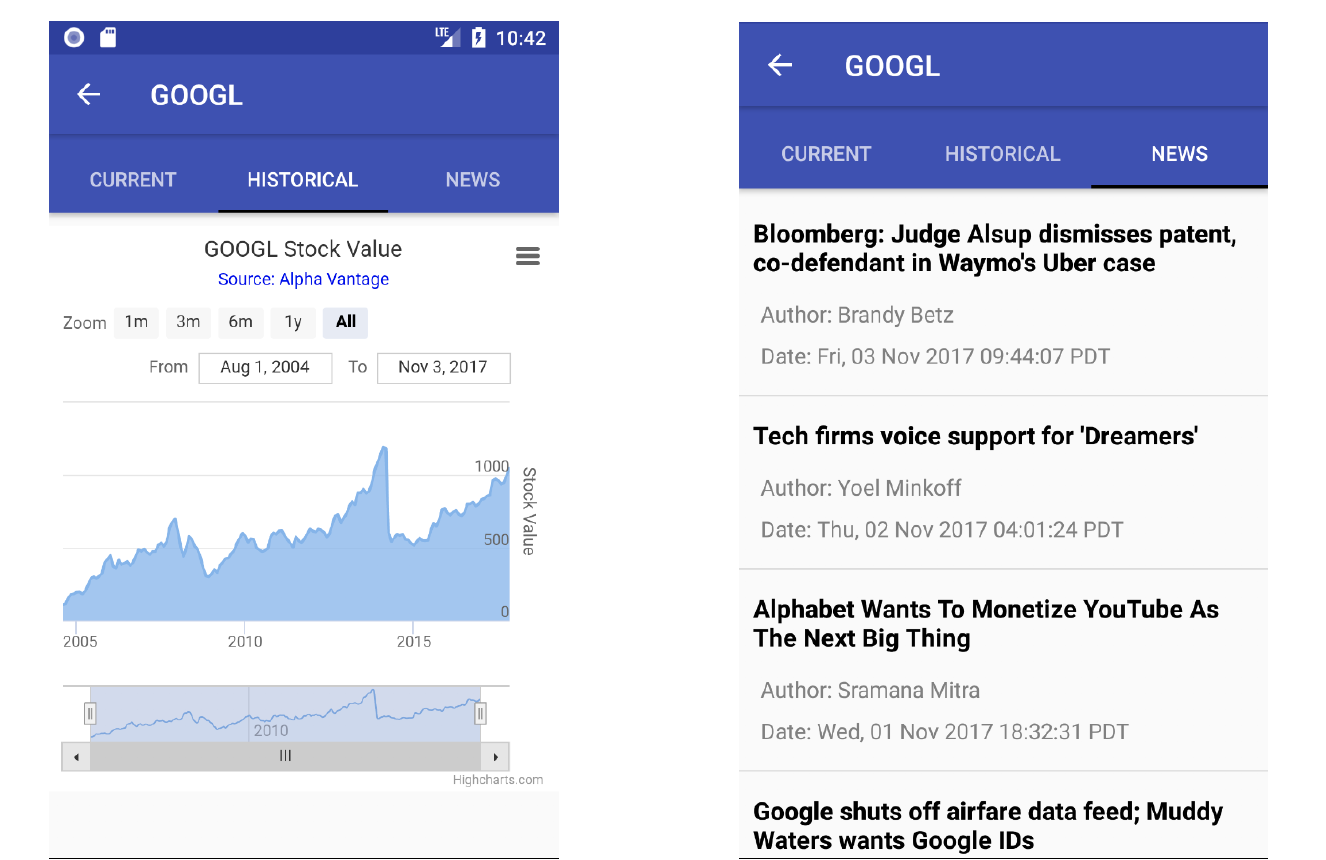 LTE 10:42
GOOGL
CURRENT HISTORICAL NEWS
GOOGL Stock Value
Source: Alpha Vantage
Zoom 1m 3m 6m 1y All
From Aug 1, 2004 To Nov 3, 2017
1000
500
0
Stock Value
2005 2010 2015
2010
Highcharts.com
GOOGL
CURRENT HISTORICAL NEWS
Bloomberg: Judge Alsup dismisses patent,
co-defendant in Waymo's Uber case
Author: Brandy Betz
Date: Fri, 03 Nov 2017 09:44:07 PDT
Tech firms voice support for 'Dreamers'
Author: Yoel Minkoff
Date: Thu, 02 Nov 2017 04:01:24 PDT
Alphabet Wants To Monetize YouTube As
The Next Big Thing
Author: Sramana Mitra
Date: Wed, 01 Nov 2017 18:32:31 PDT
Google shuts off airfare data feed; Muddy
Waters wants Google IDs